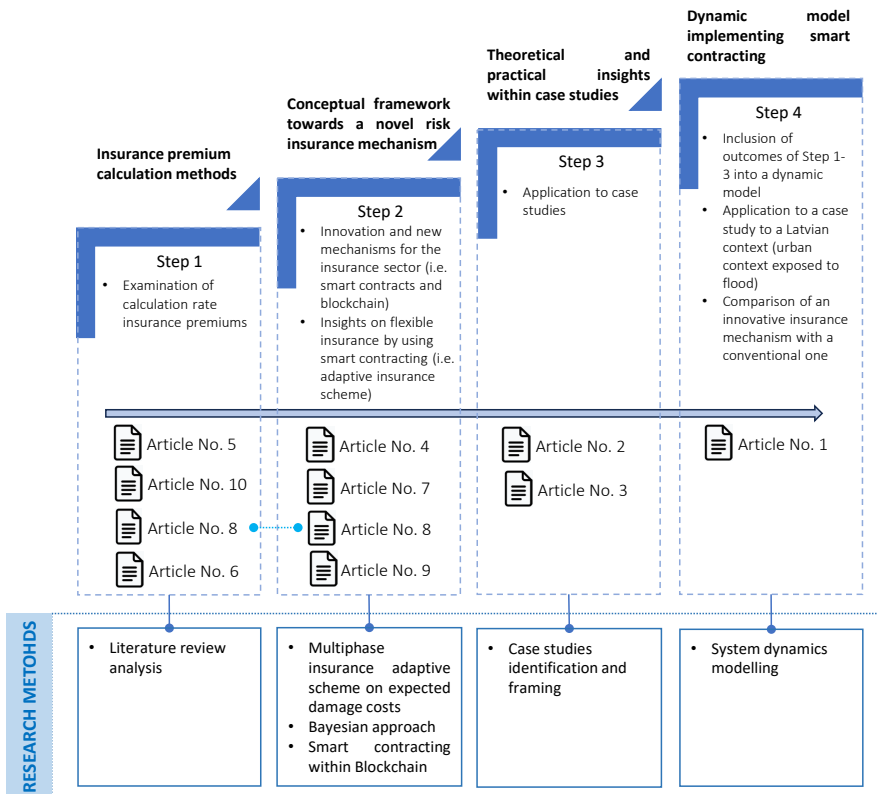 Insurance premium
calculation methods
Step 1
• Examination of
calculation rate
insurance premiums
Article No. 5
Article No. 10
Article No. 8
Article No. 6
Conceptual framework
towards a novel risk
insurance mechanism
Step 2
• Innovation and new
mechanisms for the
insurance sector (i.e.
smart contracts and
blockchain)
• Insights on flexible
insurance by using
smart contracting (i.e.
adaptive insurance
scheme)
Article No. 4
Article No. 7
Article No. 8
Article No. 9
Theoretical and
practical insights
within case studies
Step 3
• Application to case
studies
Article No. 2
Article No. 3
Dynamic model
implementing smart
contracting
Step 4
• Inclusion of
outcomes of Step 1-
3 into a dynamic
model
• Application to a case
study to a Latvian
context (urban
context exposed to
flood)
• Comparison of an
innovative insurance
mechanism with a
conventional one
Article No. 1
RESEARCH METOHDS
• Literature review
analysis
• Multiphase
insurance adaptive
scheme on expected
damage costs
• Bayesian approach
• Smart contracting
within Blockchain
• Case studies
identification and
framing
• System dynamics
modelling